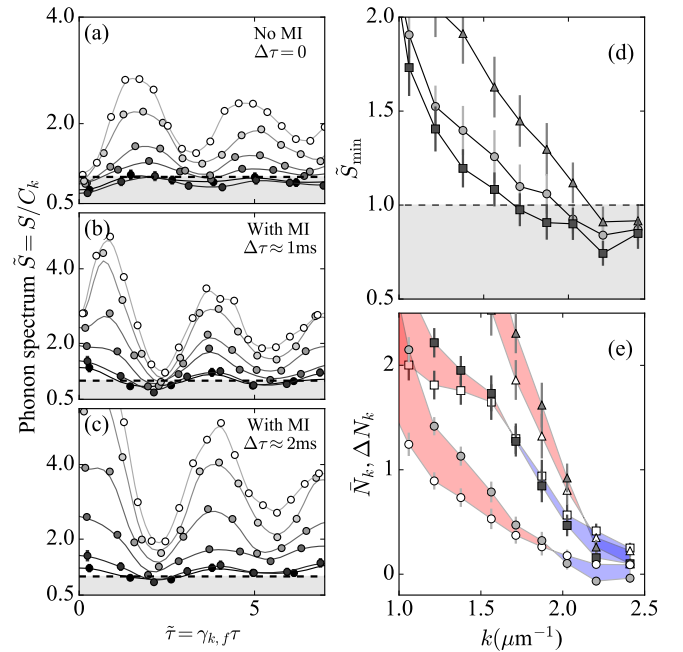 4.0
(a)
No MI
Δτ = 0
2.0
0.5
(b)
With MI
Δτ ≈ 1ms
4.0
2.0
0.5
(c)
With MI
Δτ ≈ 2ms
4.0
2.0
0.5
0
5
Phonon spectrum S̃ = S/C_k
τ̃ = γ_{k,f}τ
2.0
(d)
1.5
1.0
0.5
S̃_min
(e)
2
1
0
N̄_k, ΔN_k
1.0
1.5
2.0
2.5
k(μm⁻¹)